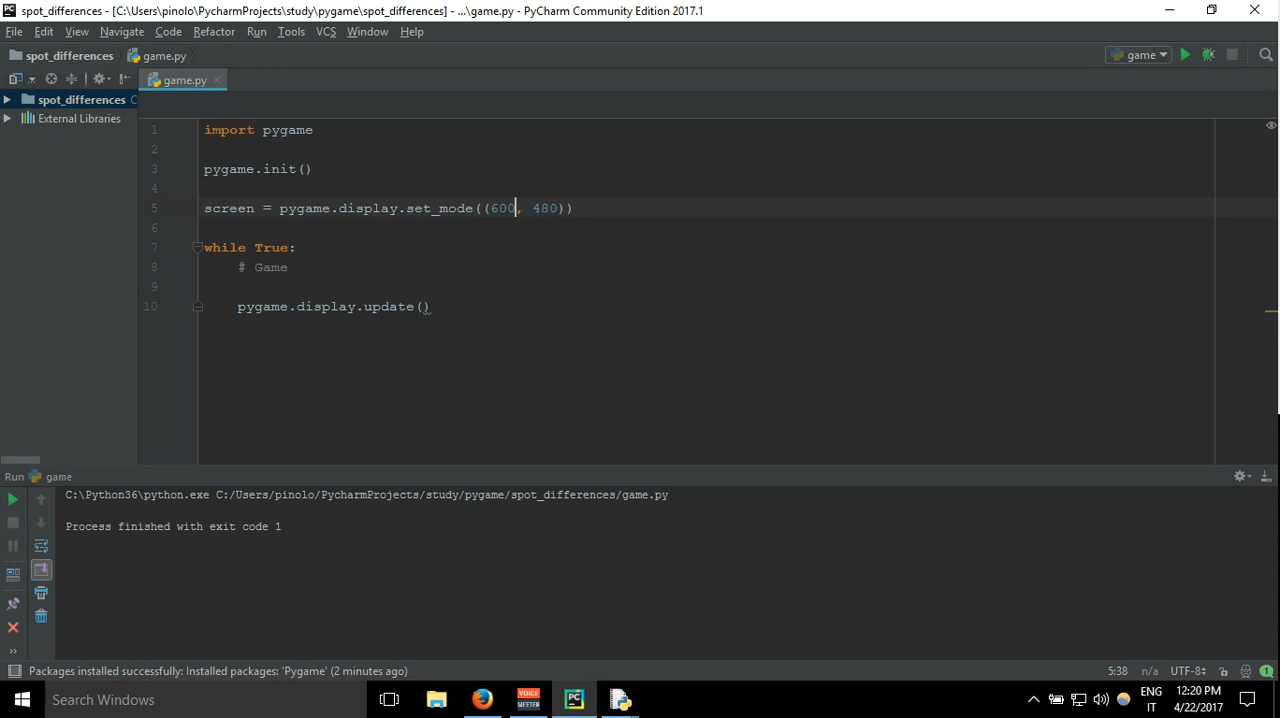 spot_differences - [C:\Users\pinolo\PycharmProjects\study\pygame\spot_differences] - ...\game.py - PyCharm Community Edition 2017.1
File Edit View Navigate Code Refactor Run Tools VCS Window Help
spot_differences game.py game
game.py
spot_differences C
External Libraries
1 import pygame
2
3 pygame.init()
4
5 screen = pygame.display.set_mode((600, 480))
6
7 while True:
8 # Game
9
10 pygame.display.update()
Run game
C:\Python36\python.exe C:/Users/pinolo/PycharmProjects/study/pygame/spot_differences/game.py
Process finished with exit code 1
Packages installed successfully: Installed packages: 'Pygame' (2 minutes ago) 5:38 n/a UTF-8 1
Search Windows VOICE MEETER PC ENG 12:20 PM
IT 4/22/2017